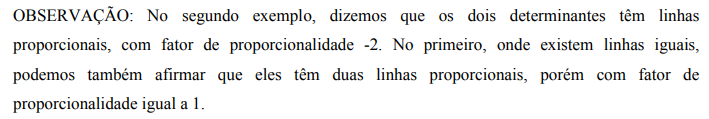 OBSERVAÇÃO: No segundo exemplo, dizemos que os dois determinantes têm linhas
proporcionais, com fator de proporcionalidade -2. No primeiro, onde existem linhas iguais,
podemos também afirmar que eles têm duas linhas proporcionais, porém com fator de
proporcionalidade igual a 1.